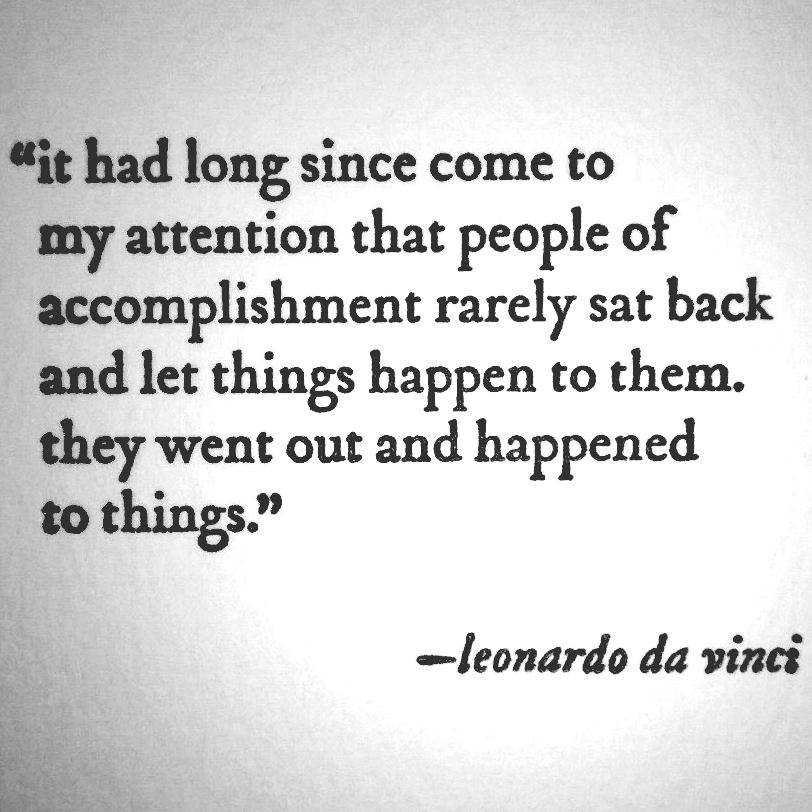 “it had long since come to
my attention that people of
accomplishment rarely sat back
and let things happen to them.
they went out and happened
to things.”
—leonardo da vinci